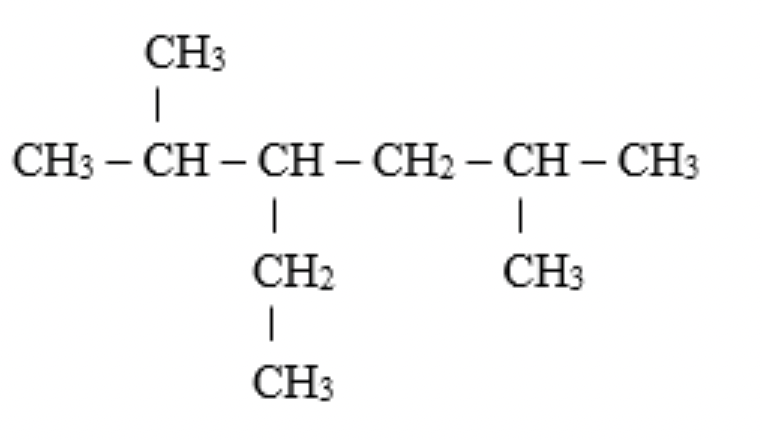 CH3
|
CH3 – CH – CH – CH2 – CH – CH3
| |
CH2 CH3
|
CH3